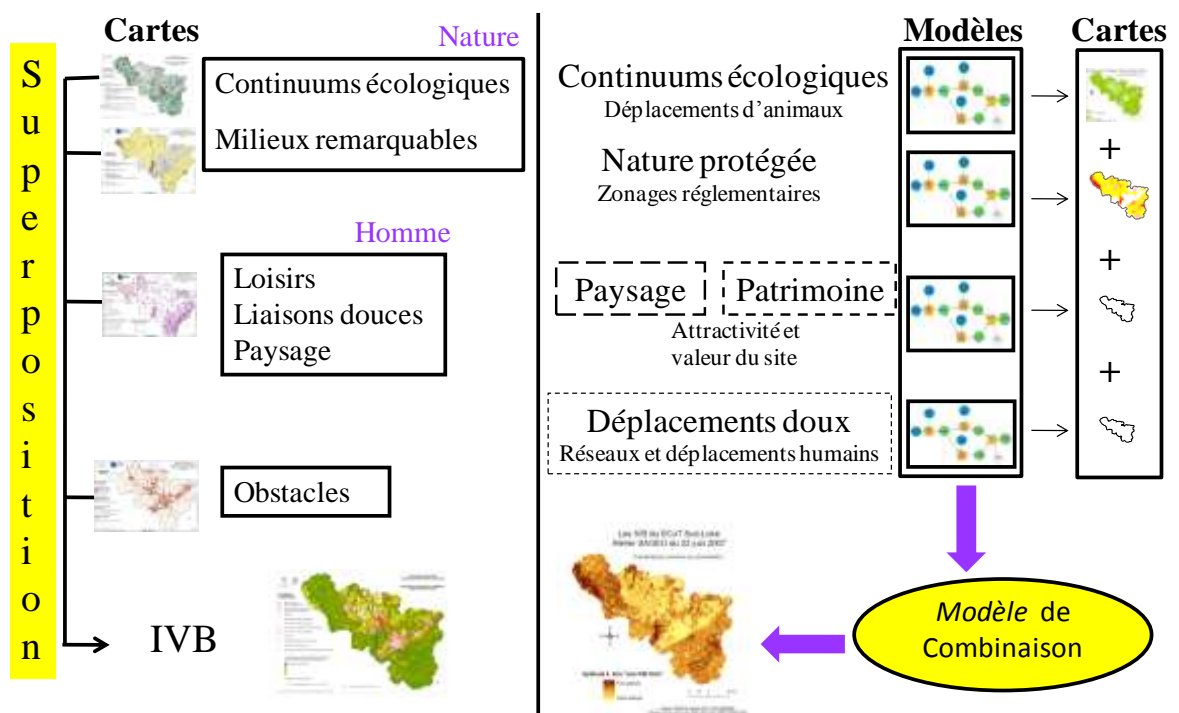 Superposition
Cartes
Nature
Continuums écologiques
Milieux remarquables
Homme
Loisirs
Liaisons douces
Paysage
Obstacles
IVB
Modèles
Cartes
Continuums écologiques
Déplacements d'animaux
+
Nature protégée
Zonages réglementaires
+
Paysage
Patrimoine
Attractivité et
valeur du site
+
Déplacements doux
Réseaux et déplacements humains
Modèle de
Combinaison